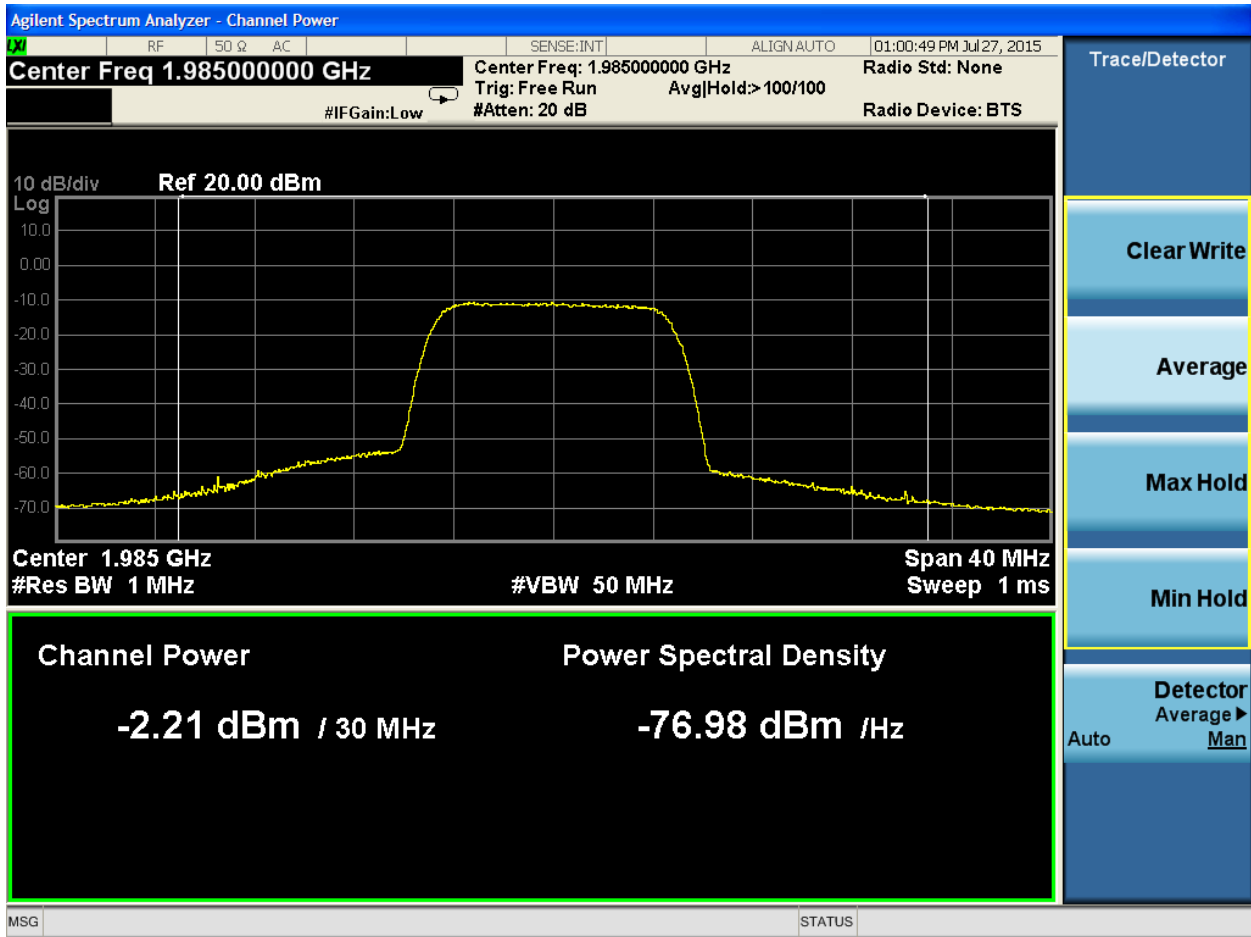 Agilent Spectrum Analyzer - Channel Power
LXI RF 50 Ω AC SENSE:INT ALIGN AUTO 01:00:49 PM Jul 27, 2015
Center Freq 1.985000000 GHz
Center Freq: 1.985000000 GHz
Radio Std: None
Trig: Free Run Avg|Hold:>100/100
#IFGain:Low
#Atten: 20 dB
Radio Device: BTS
Trace/Detector
10 dB/div Ref 20.00 dBm
Log
10.0
0.00
-10.0
-20.0
-30.0
-40.0
-50.0
-60.0
-70.0
Center 1.985 GHz Span 40 MHz
#Res BW 1 MHz #VBW 50 MHz Sweep 1 ms
Channel Power Power Spectral Density
-2.21 dBm / 30 MHz -76.98 dBm /Hz
Clear Write
Average
Max Hold
Min Hold
Detector
Average►
Auto Man
MSG STATUS